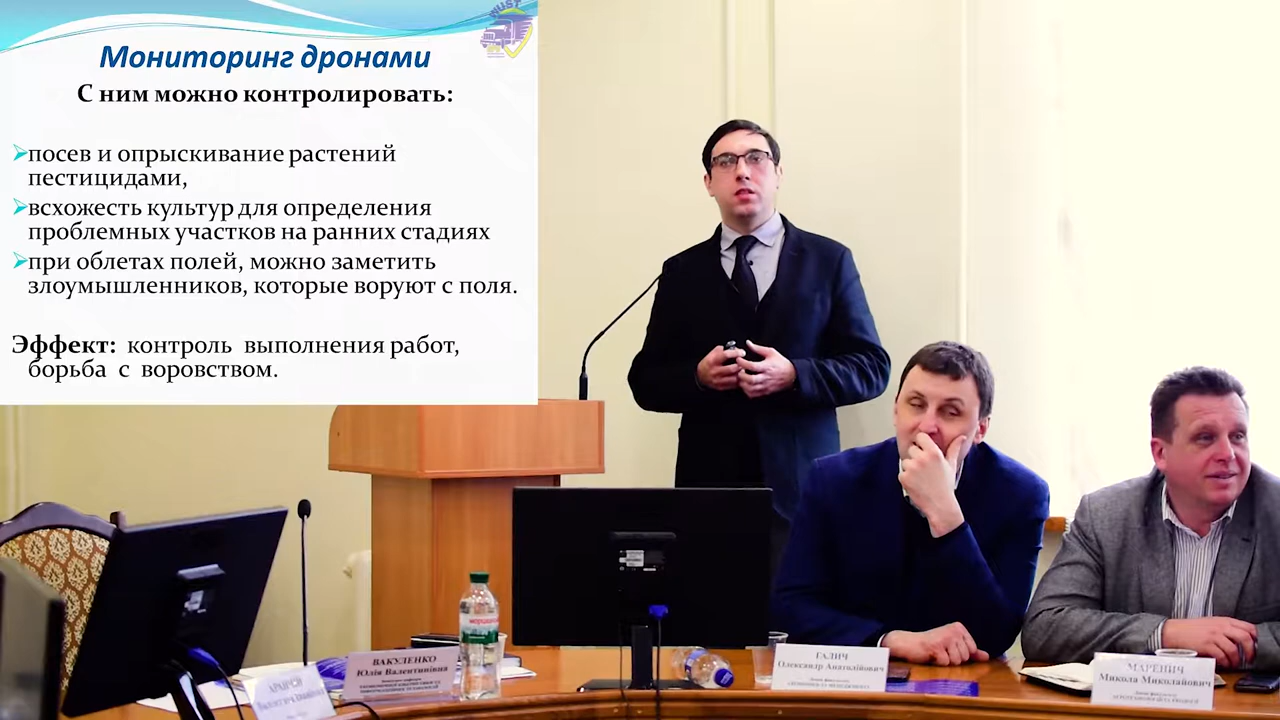 MUST
Мониторинг дронами
С ним можно контролировать:
посев и опрыскивание растений
пестицидами,
всхожесть культур для определения
проблемных участков на ранних стадиях
при облетах полей, можно заметить
злоумышленников, которые воруют с поля.
Эффект: контроль выполнения работ,
борьба с воровством.
ВАКУЛЕНКО
Юлія Валентинівна
ГАЛИЧ
Олександр Анатолійович
МАРЕНИЧ
Микола Миколайович